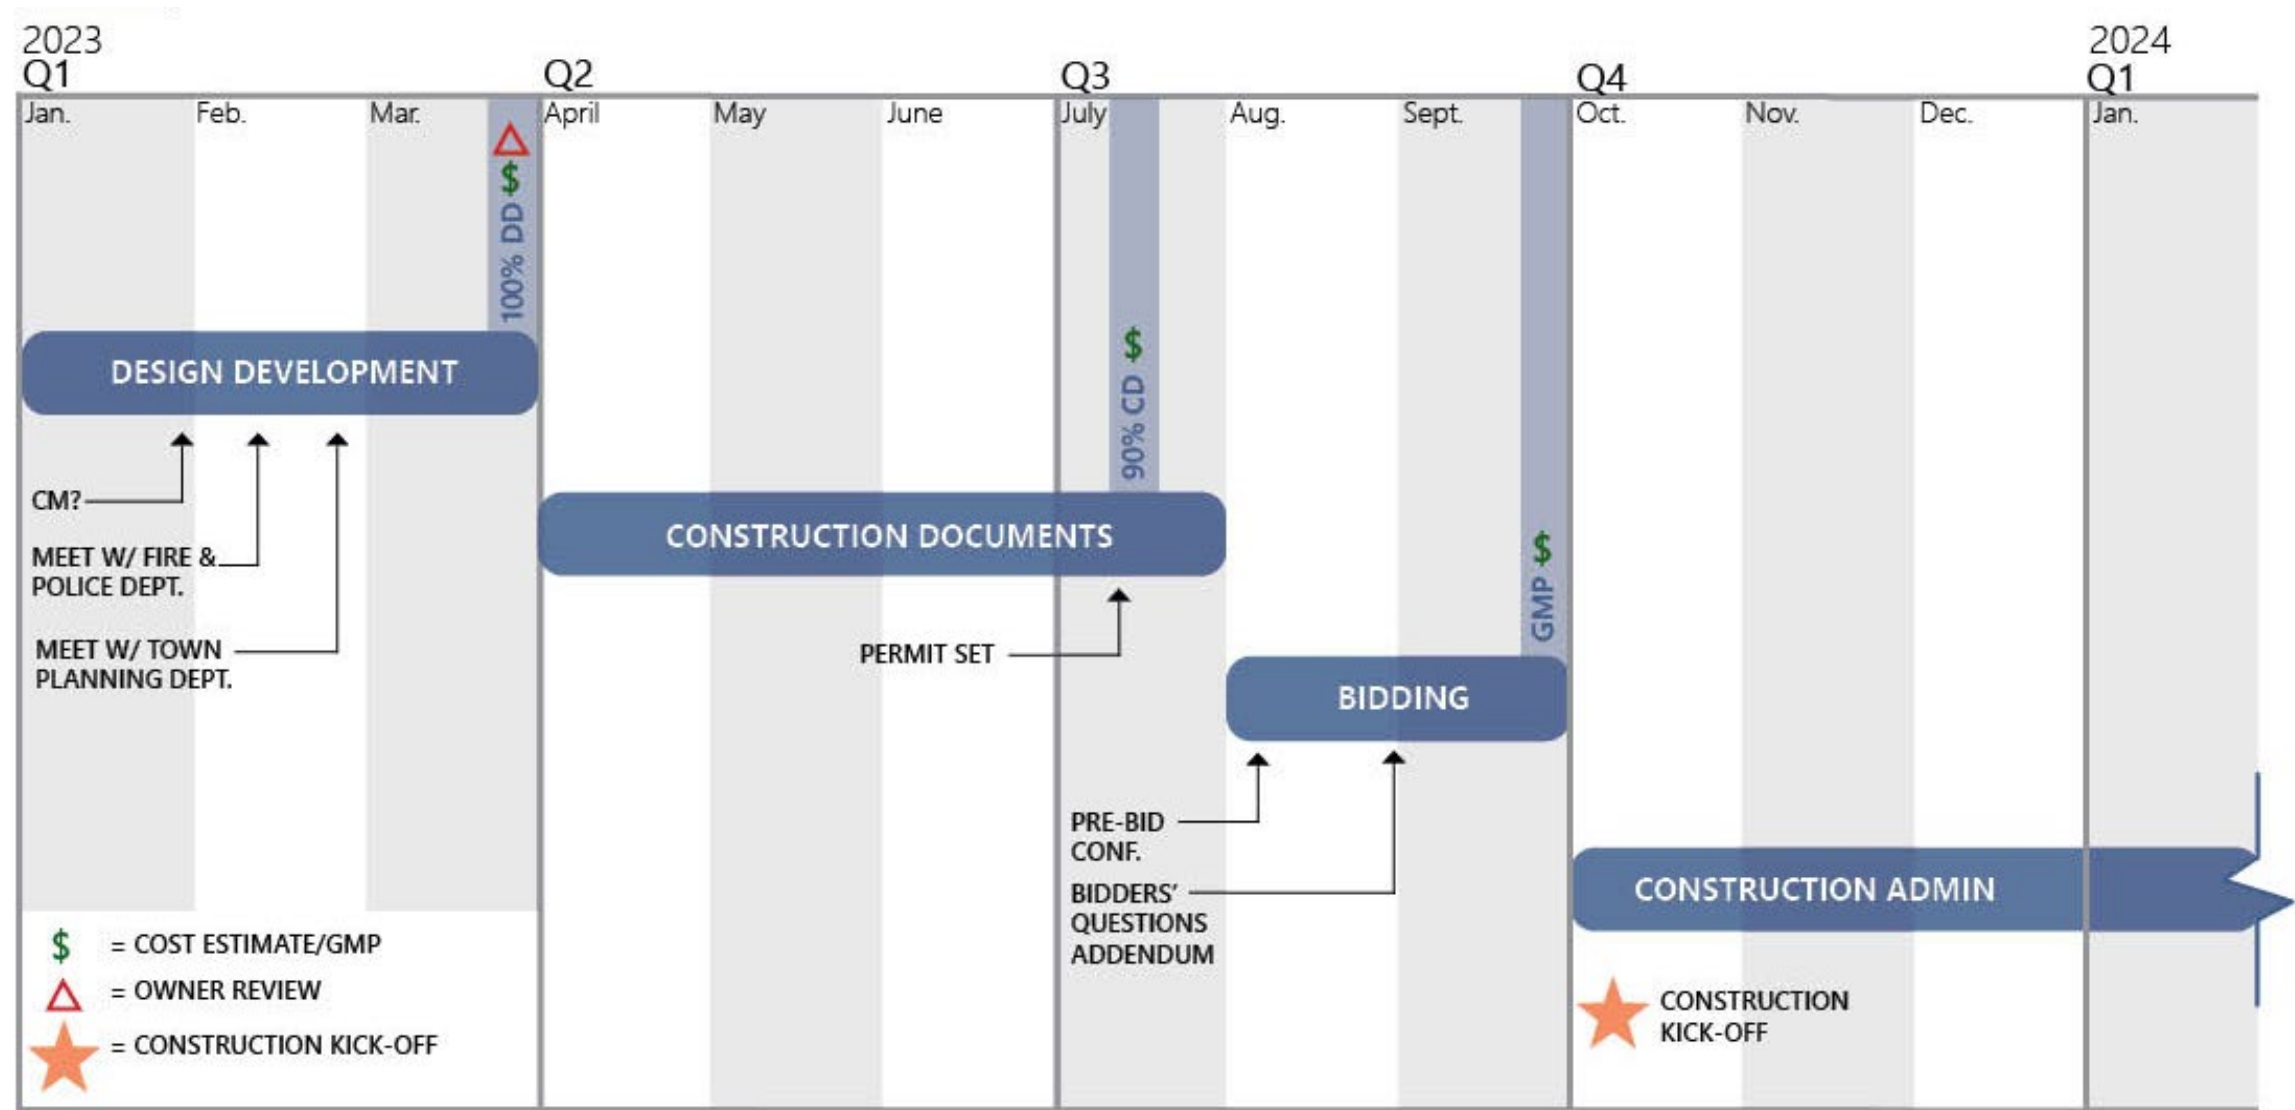 2023
2024
Q1
Q2
Q3
Q4
Q1
Jan.
Feb.
Mar.
April
May
June
July
Aug.
Sept.
Oct.
Nov.
Dec.
Jan.
100% DD $
DESIGN DEVELOPMENT
CM?
MEET W/ FIRE &
POLICE DEPT.
MEET W/ TOWN
PLANNING DEPT.
90% CD $
CONSTRUCTION DOCUMENTS
PERMIT SET
GMP $
BIDDING
PRE-BID
CONF.
BIDDERS’
QUESTIONS
ADDENDUM
CONSTRUCTION ADMIN
CONSTRUCTION
KICK-OFF
$ = COST ESTIMATE/GMP
= OWNER REVIEW
= CONSTRUCTION KICK-OFF